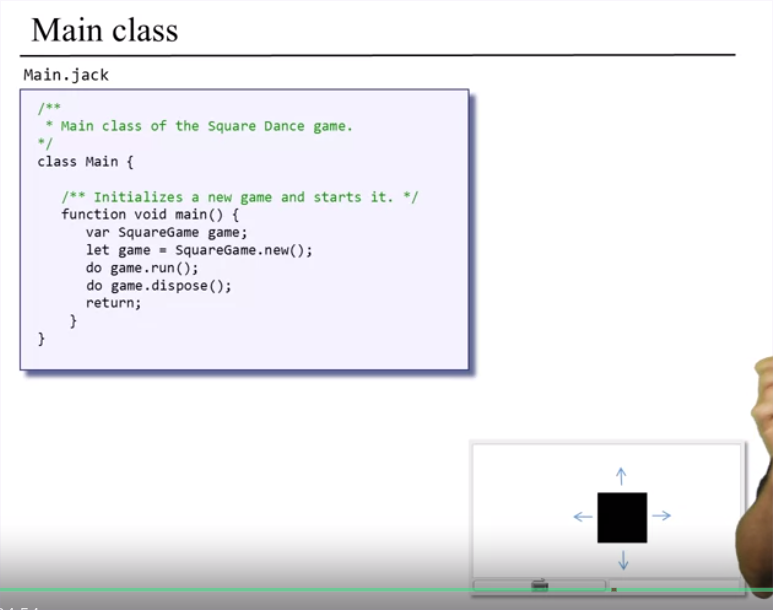 Main class
Main.jack
/**
* Main class of the Square Dance game.
*/
class Main {
/** Initializes a new game and starts it. */
function void main() {
var SquareGame game;
let game = SquareGame.new();
do game.run();
do game.dispose();
return;
}
}